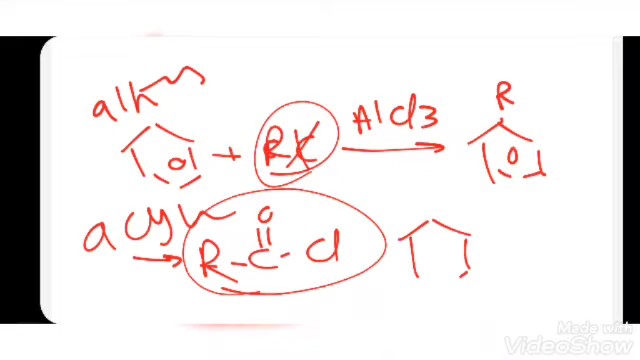 alk
+ RX AlCl3
R
acyl
O
R-C-Cl
Made with
VideoShow